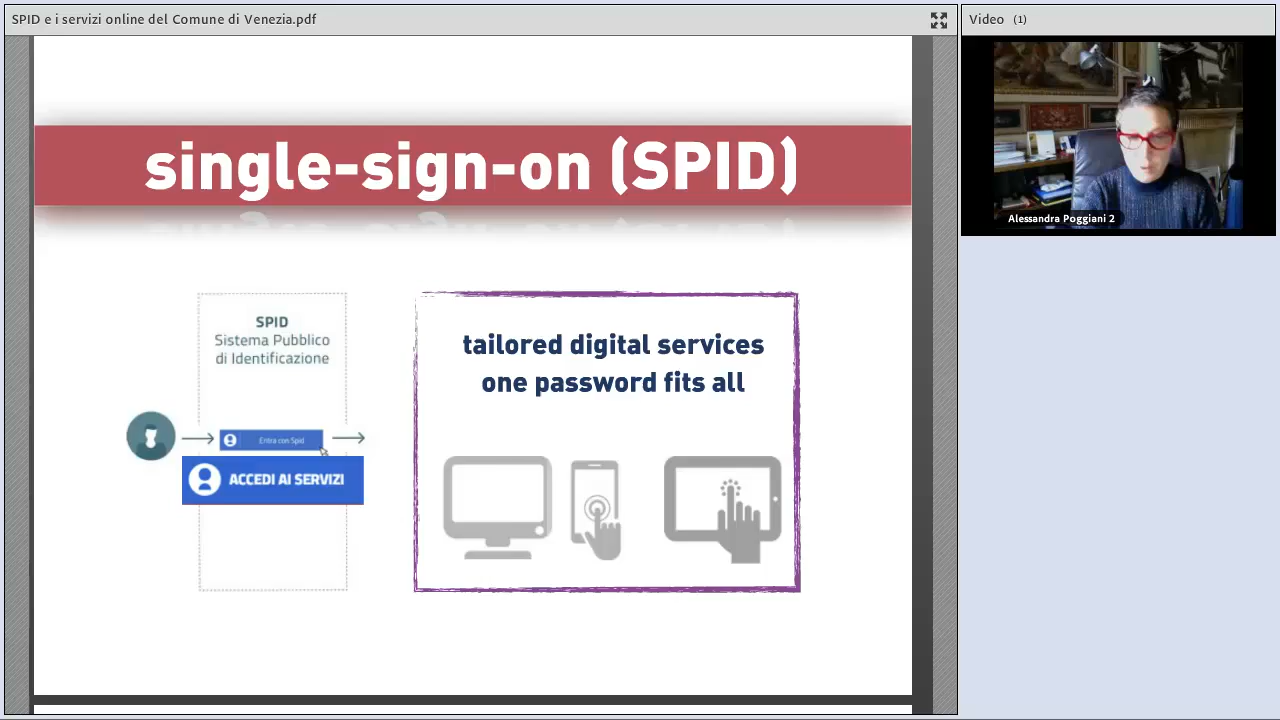 SPID e i servizi online del Comune di Venezia.pdf
Video (1)
Alessandra Poggiani 2
single-sign-on (SPID)
SPID
Sistema Pubblico
di Identificazione
Entra con Spid
ACCEDI AI SERVIZI
tailored digital services
one password fits all